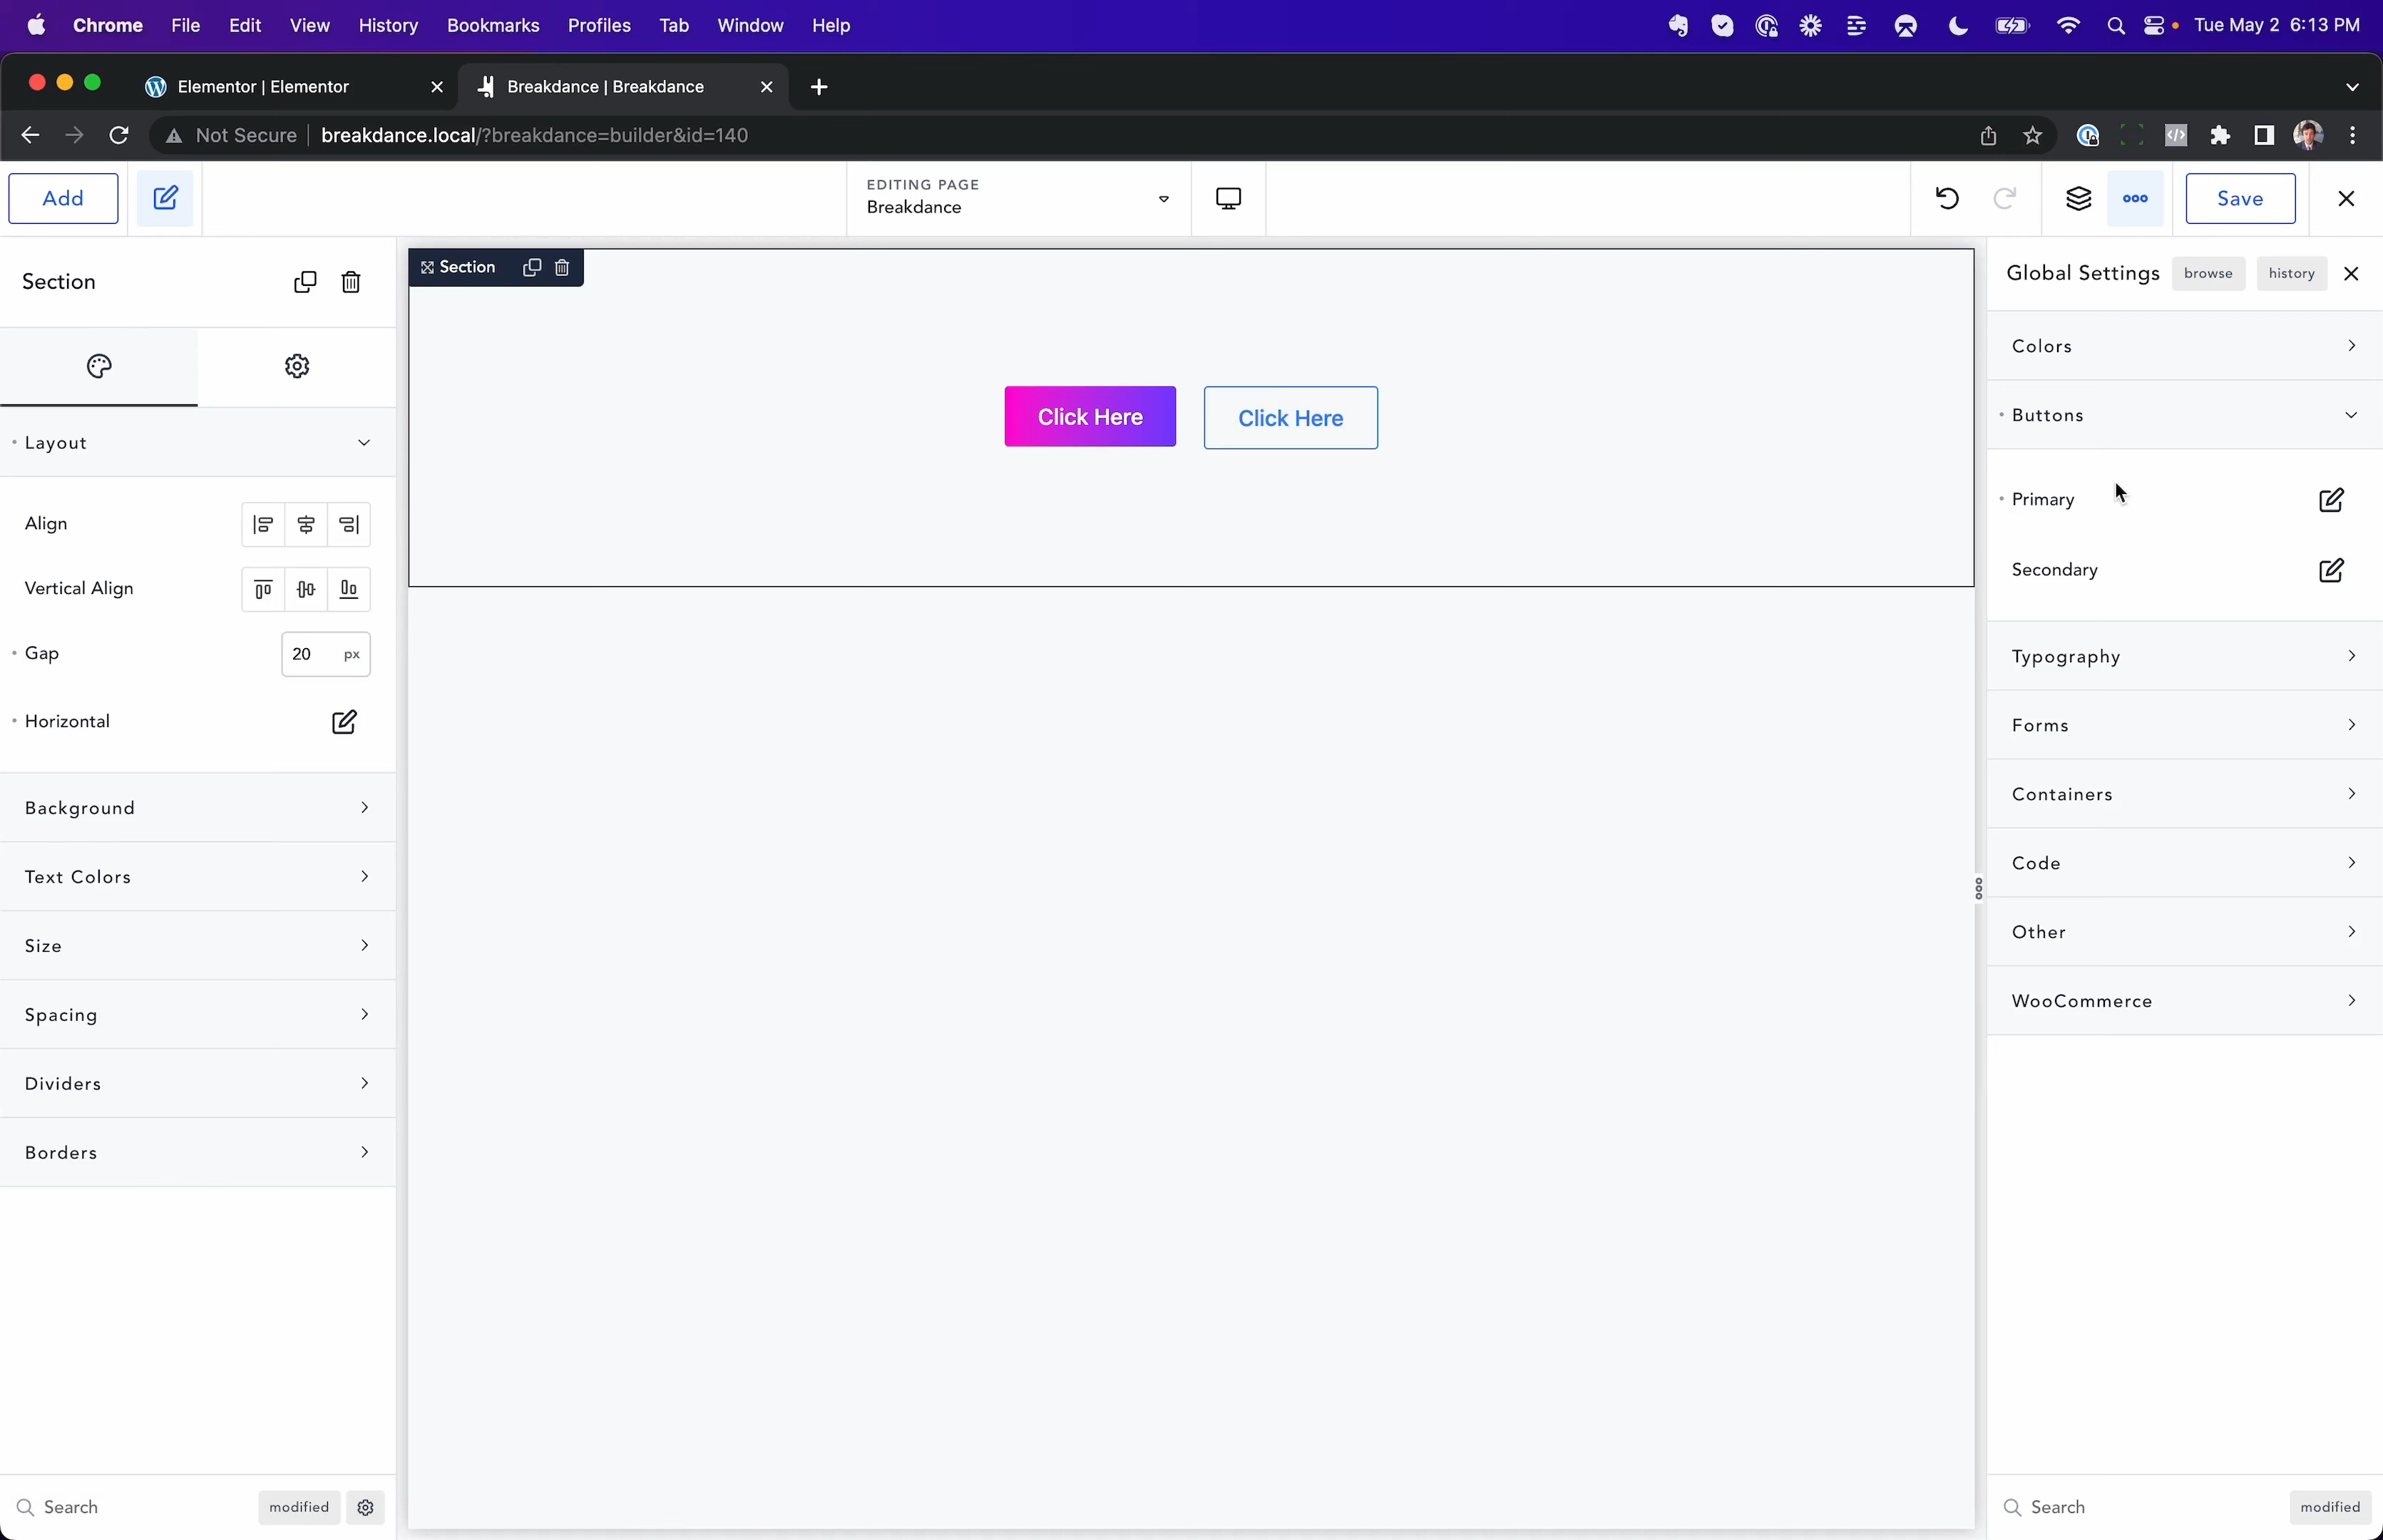 Chrome File Edit View History Bookmarks Profiles Tab Window Help Tue May 2 6:13 PM
Elementor | Elementor Breakdance | Breakdance
Not Secure breakdance.local/?breakdance=builder&id=140
Add
EDITING PAGE
Breakdance
Save
Section
Layout
Align
Vertical Align
Gap 20 px
Horizontal
Background
Text Colors
Size
Spacing
Dividers
Borders
Search modified
Section
Click Here Click Here
Global Settings browse history
Colors
Buttons
Primary
Secondary
Typography
Forms
Containers
Code
Other
WooCommerce
Search modified